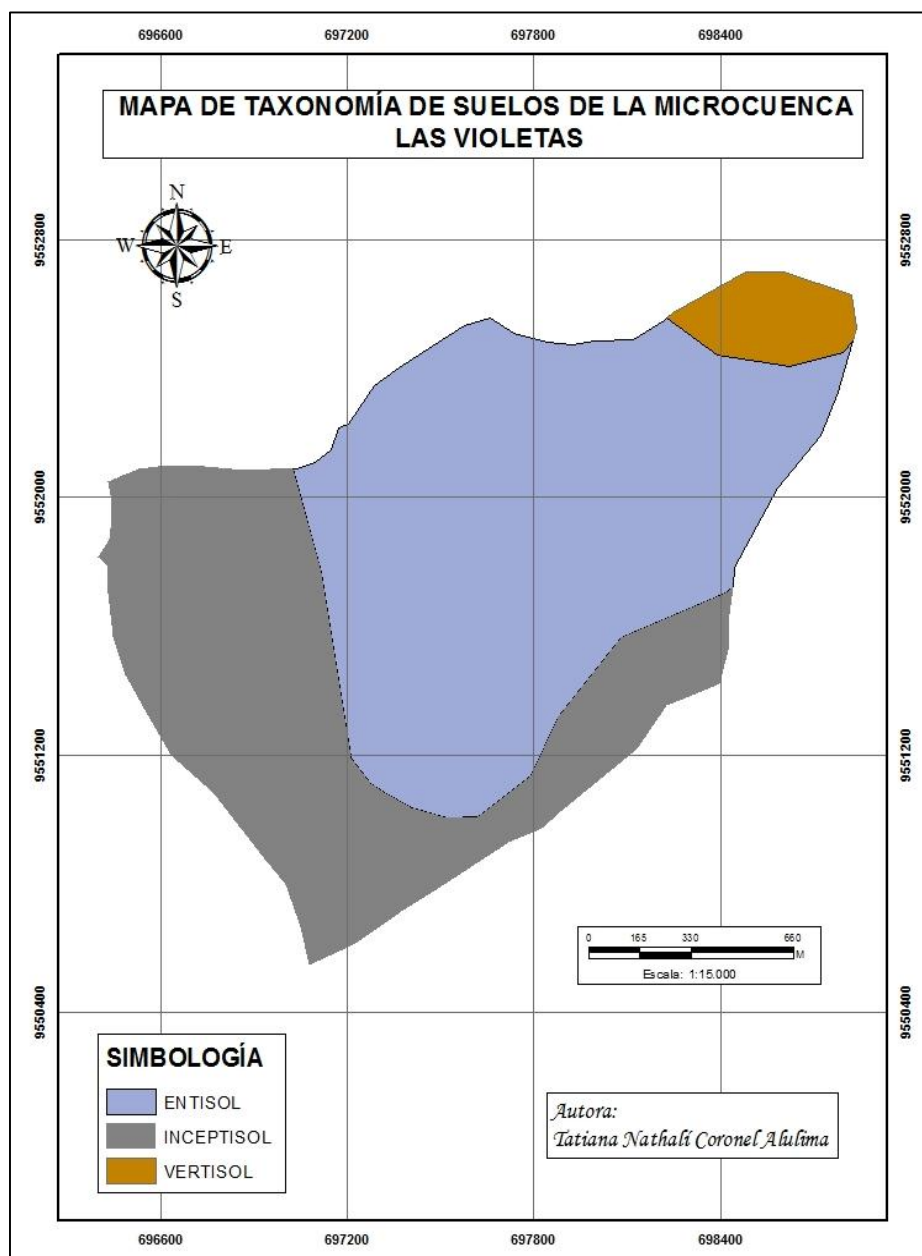 696600 697200 697800 698400
MAPA DE TAXONOMÍA DE SUELOS DE LA MICROCUENCA
LAS VIOLETAS
N
W E
S
9552800 9552800
9552000 9552000
9551200 9551200
0 165 330 660
M
Escala: 1:15.000
9550400 9550400
SIMBOLOGÍA
ENTISOL
INCEPTISOL
VERTISOL
Autora:
Tatiana Nathalí Coronel Alulima
696600 697200 697800 698400